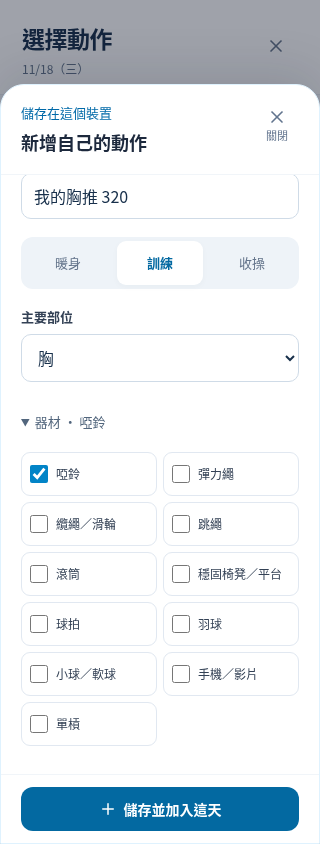 選擇動作
11/18（三）
儲存在這個裝置
新增自己的動作
關閉
我的胸推 320
暖身
訓練
收操
主要部位
胸
▼ 器材 · 啞鈴
啞鈴
彈力繩
纜繩／滑輪
跳繩
滾筒
穩固椅凳／平台
球拍
羽球
小球／軟球
手機／影片
單槓
＋ 儲存並加入這天